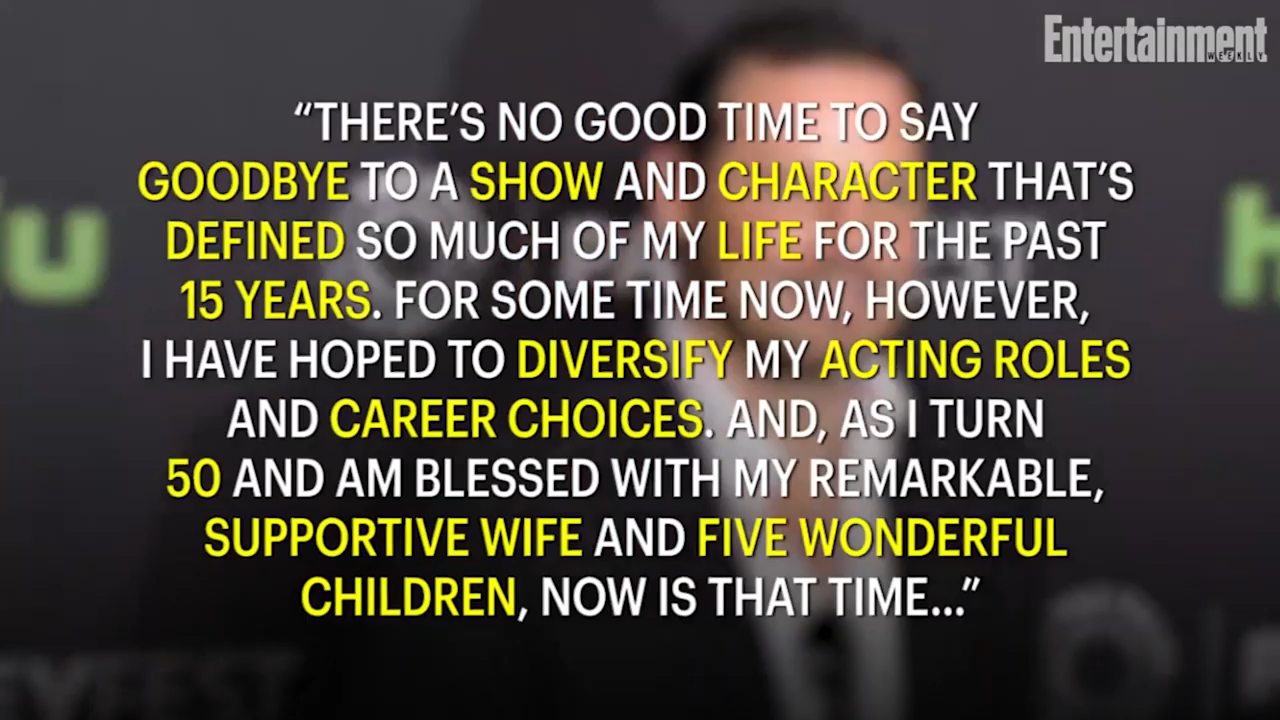 Entertainment
WEEKLY
“THERE’S NO GOOD TIME TO SAY
GOODBYE TO A SHOW AND CHARACTER THAT’S
DEFINED SO MUCH OF MY LIFE FOR THE PAST
15 YEARS. FOR SOME TIME NOW, HOWEVER,
I HAVE HOPED TO DIVERSIFY MY ACTING ROLES
AND CAREER CHOICES. AND, AS I TURN
50 AND AM BLESSED WITH MY REMARKABLE,
SUPPORTIVE WIFE AND FIVE WONDERFUL
CHILDREN, NOW IS THAT TIME...”